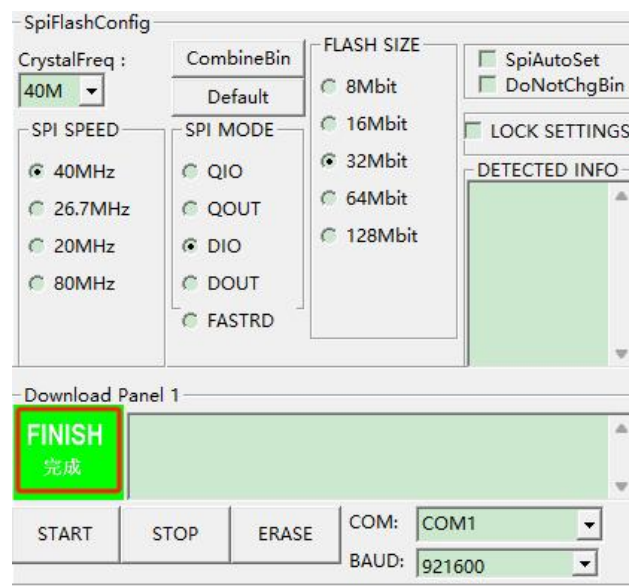 SpiFlashConfig
CrystalFreq :
40M
CombineBin
Default
SPI SPEED
40MHz
26.7MHz
20MHz
80MHz
SPI MODE
QIO
QOUT
DIO
DOUT
FASTRD
FLASH SIZE
8Mbit
16Mbit
32Mbit
64Mbit
128Mbit
SpiAutoSet
DoNotChgBin
LOCK SETTINGS
DETECTED INFO
Download Panel 1
FINISH
完成
START
STOP
ERASE
COM:
COM1
BAUD:
921600